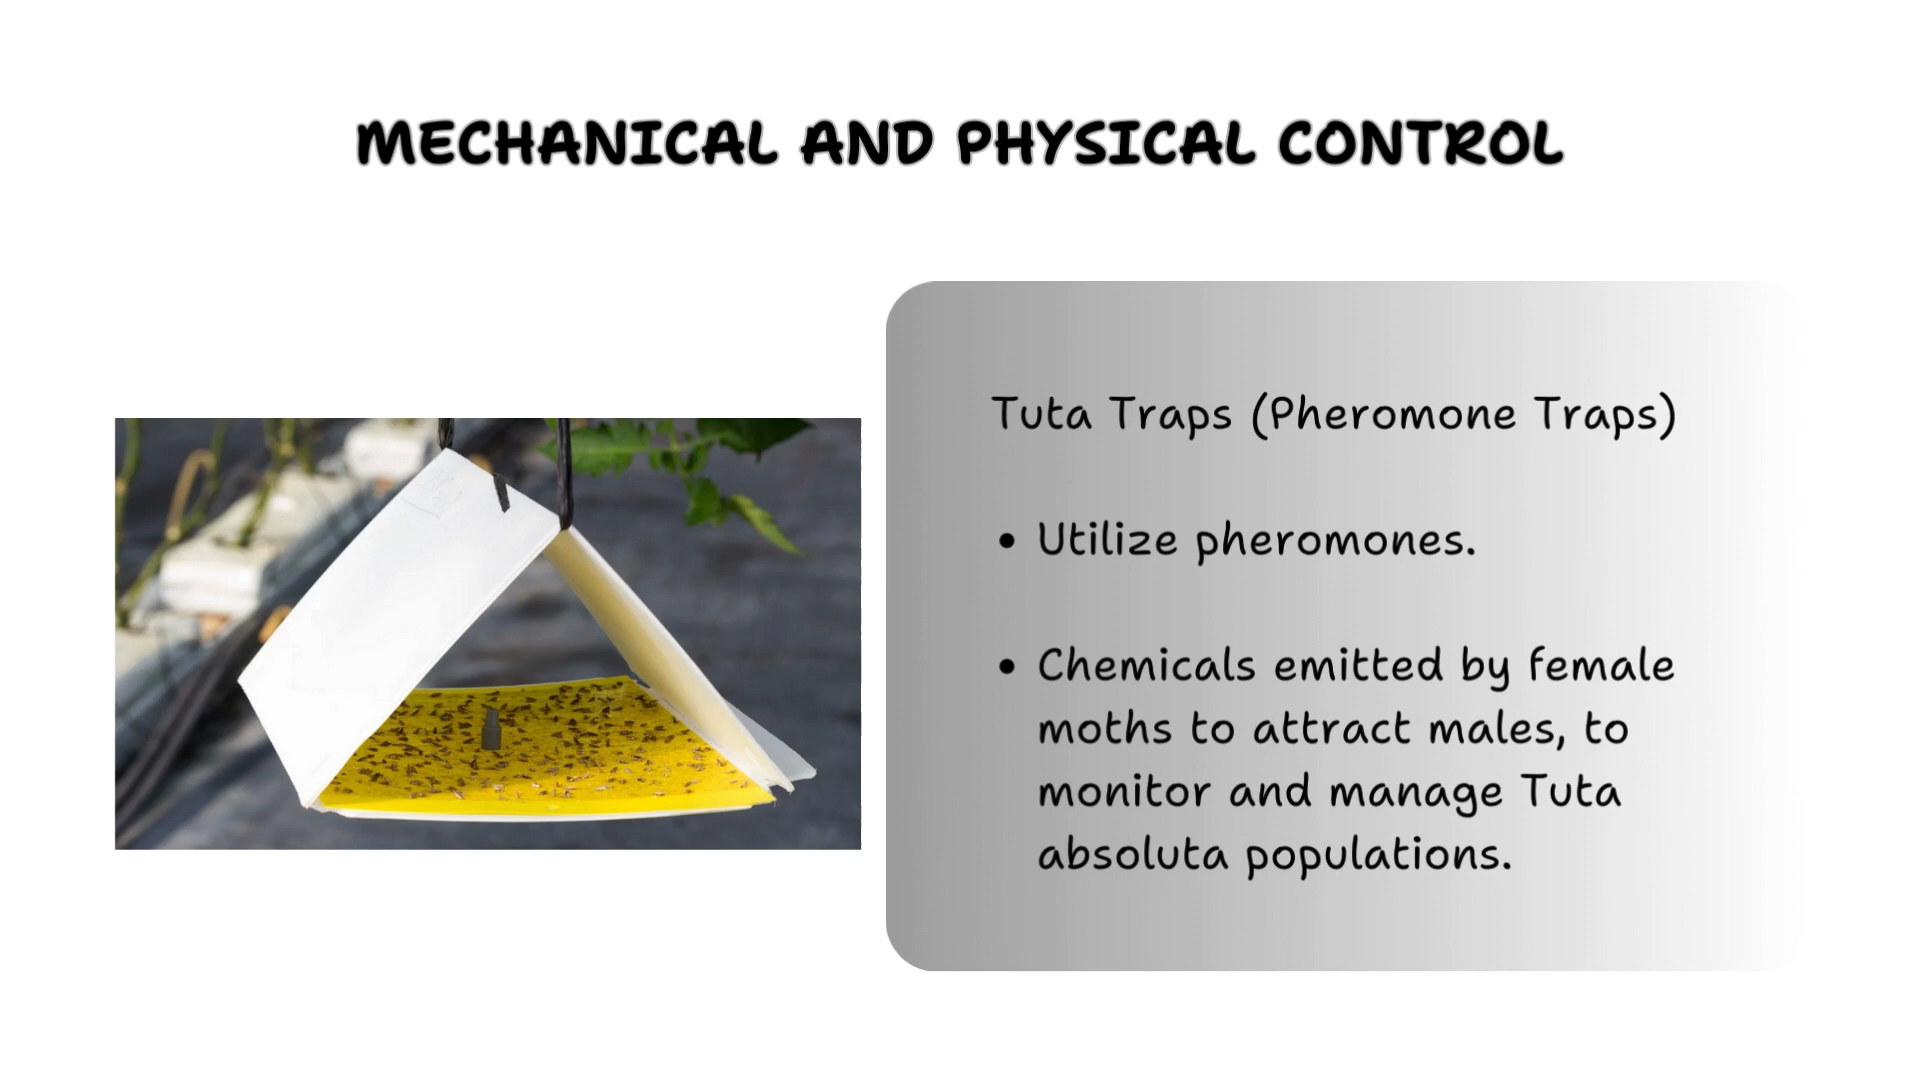 MECHANICAL AND PHYSICAL CONTROL
Tuta Traps (Pheromone Traps)
• Utilize pheromones.
• Chemicals emitted by female
moths to attract males, to
monitor and manage Tuta
absoluta populations.